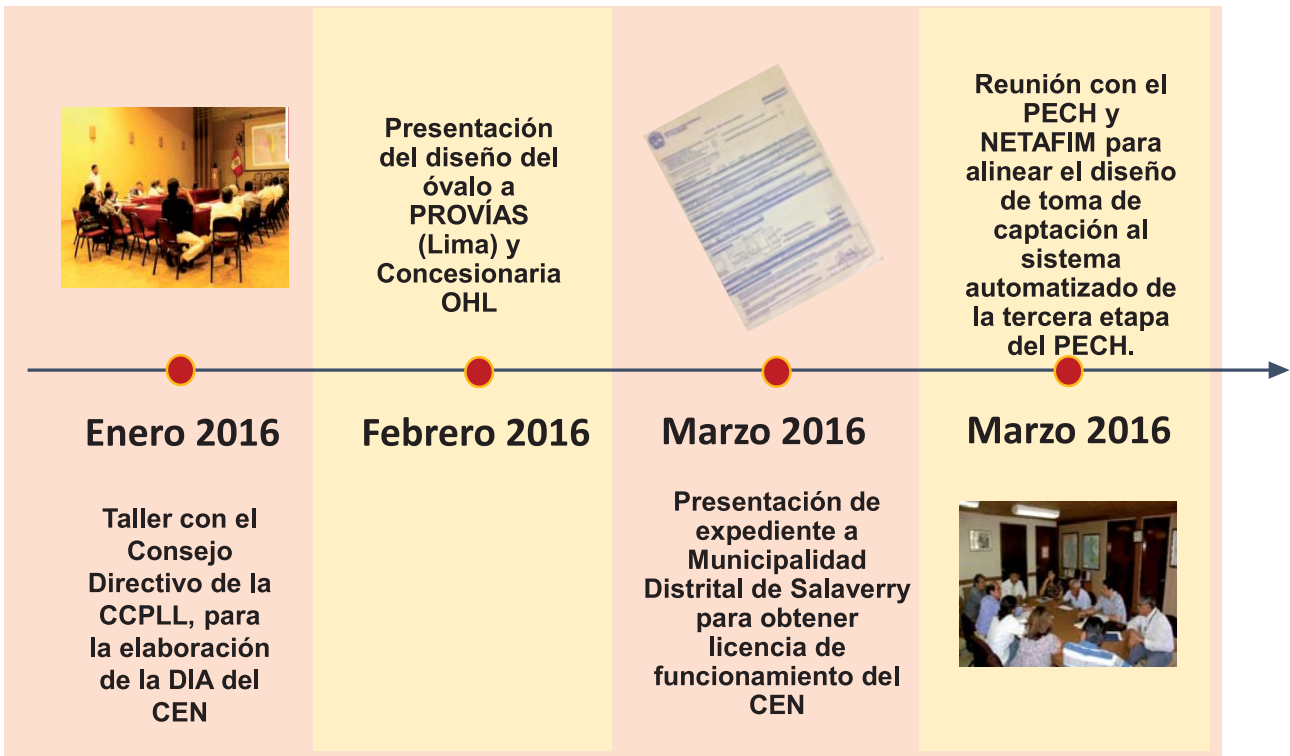 Enero 2016
Taller con el
Consejo
Directivo de la
CCPLL, para
la elaboración
de la DIA del
CEN
Presentación
del diseño del
óvalo a
PROVÍAS
(Lima) y
Concesionaria
OHL
Febrero 2016
Marzo 2016
Presentación de
expediente a
Municipalidad
Distrital de Salaverry
para obtener
licencia de
funcionamiento del
CEN
Reunión con el
PECH y
NETAFIM para
alinear el diseño
de toma de
captación al
sistema
automatizado de
la tercera etapa
del PECH.
Marzo 2016